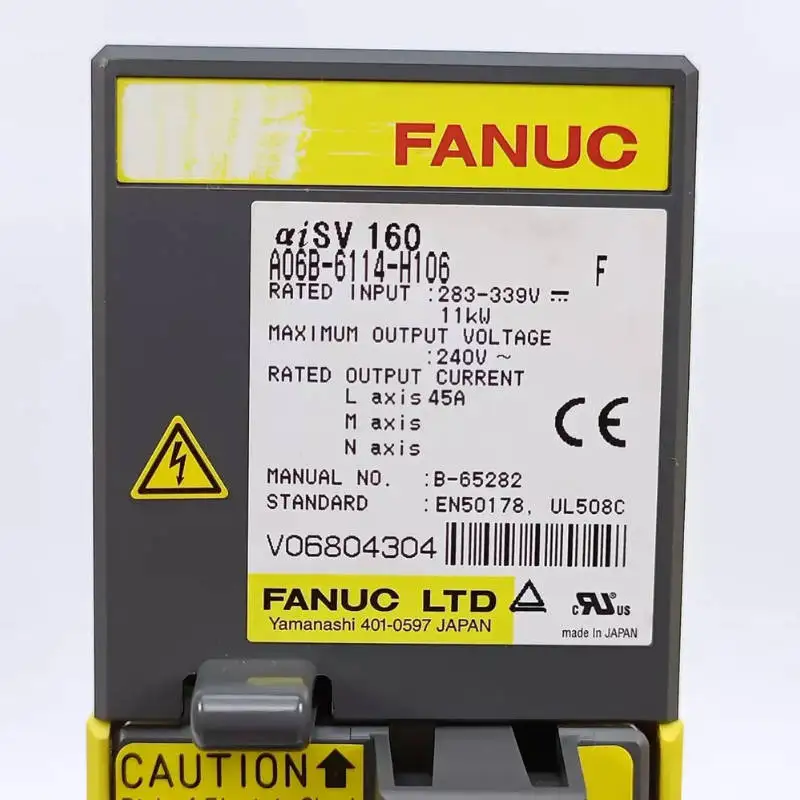 FANUC
αiSV 160
A06B-6114-H106 F
RATED INPUT :283-339V ⎓
11kW
MAXIMUM OUTPUT VOLTAGE
:240V ~
RATED OUTPUT CURRENT
L axis 45A
M axis
N axis
CE
MANUAL NO. :B-65282
STANDARD :EN50178, UL508C
V06804304
FANUC LTD
Yamanashi 401-0597 JAPAN
c RU US
made in JAPAN
CAUTION